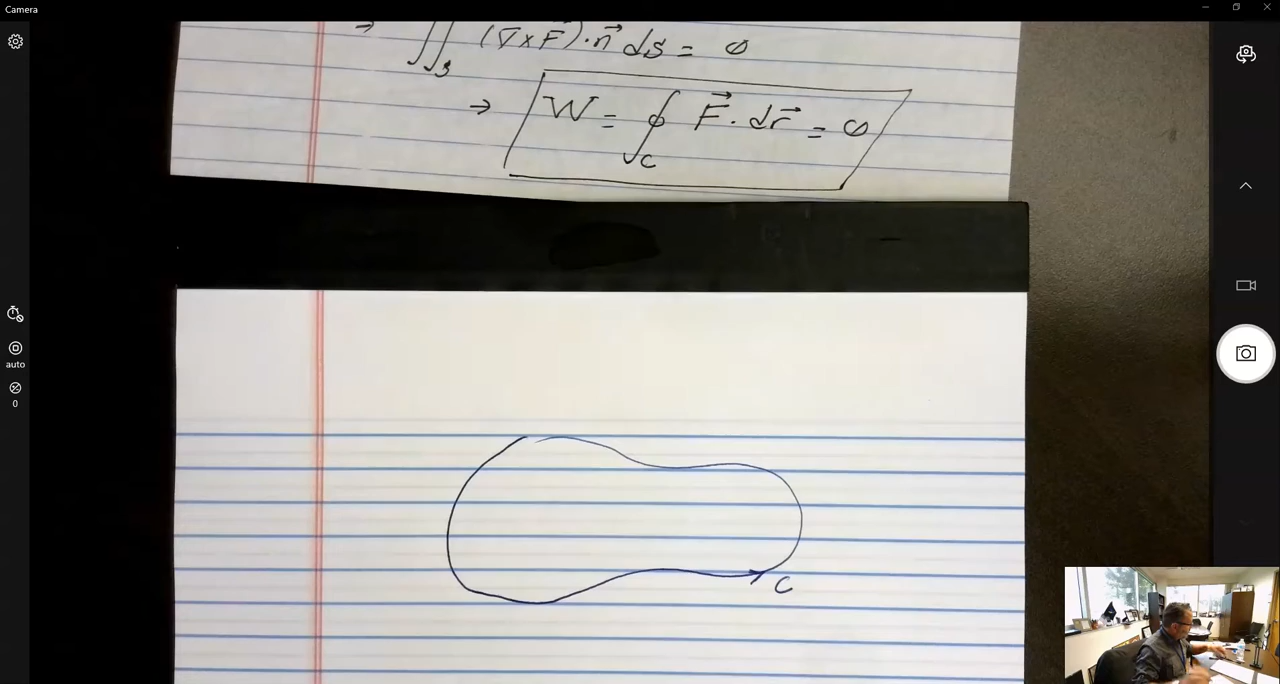 Camera
→ ∬_S (∇×F⃗)·n⃗ dS = 0
→ W = ∮_C F⃗·dr⃗ = 0
auto
0
C